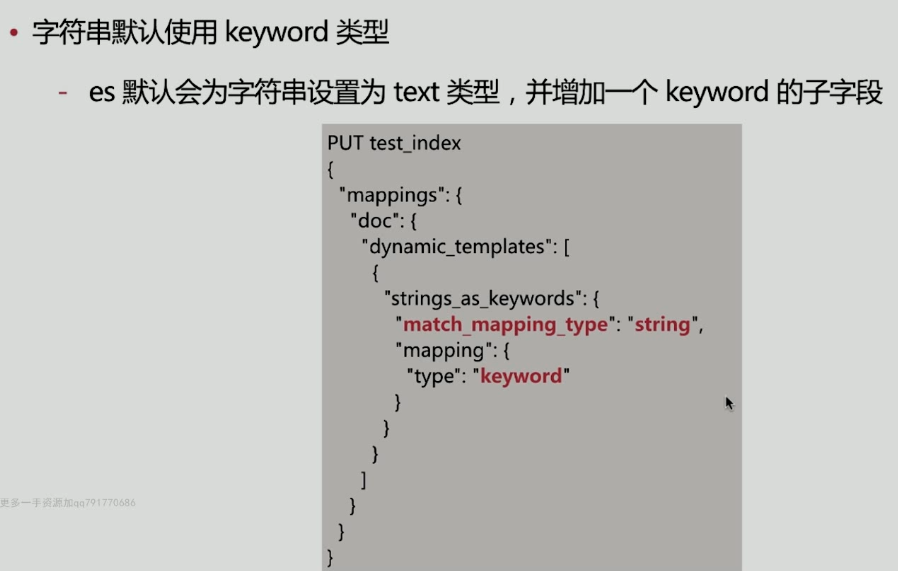 • 字符串默认使用 keyword 类型
- es 默认会为字符串设置为 text 类型，并增加一个 keyword 的子字段
PUT test_index
{
"mappings": {
"doc": {
"dynamic_templates": [
{
"strings_as_keywords": {
"match_mapping_type": "string",
"mapping": {
"type": "keyword"
}
}
}
]
}
}
}
更多一手资源加qq791770686